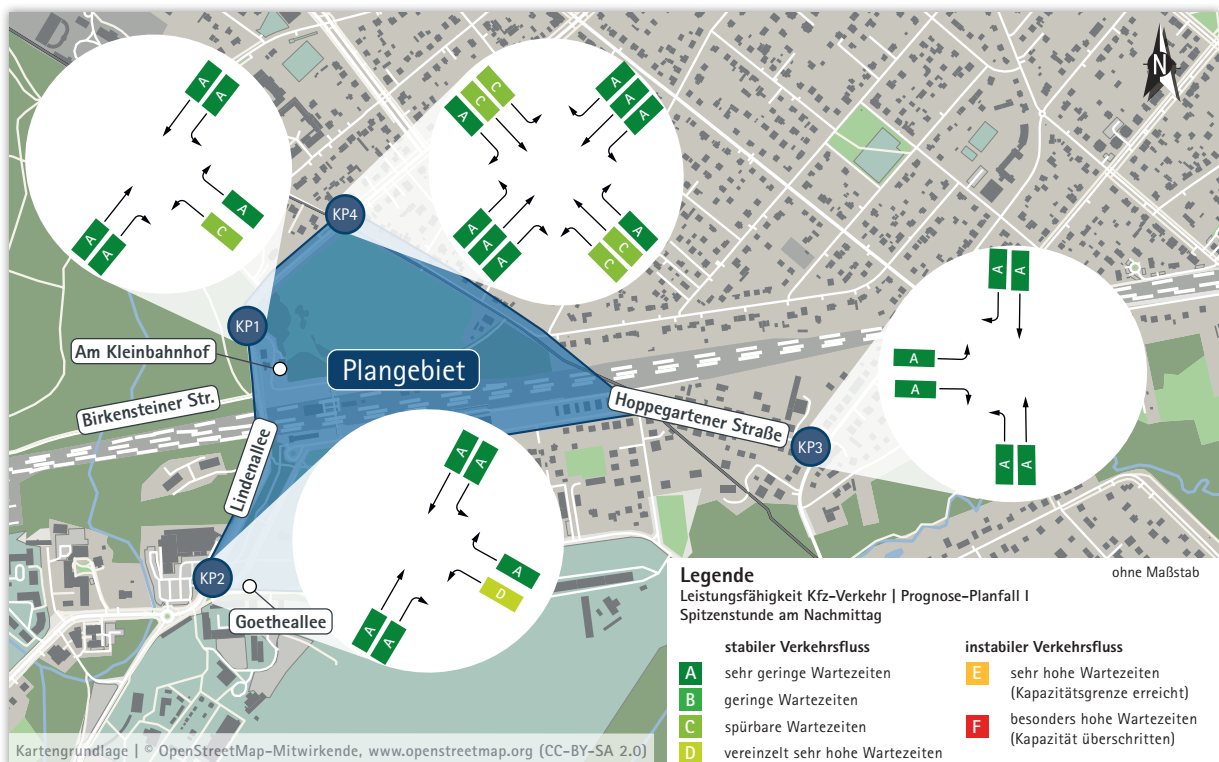 N
A
A
A
C
A
A
A
C
C
A
A
A
A
A
A
A
C
C
A
KP4
KP1
A
A
Am Kleinbahnhof
Plangebiet
A
A
Birkensteiner Str.
Hoppegartener Straße
Lindenallee
KP3
A
A
A
A
KP2
A
D
Goetheallee
A
A
Legende
ohne Maßstab
Leistungsfähigkeit Kfz-Verkehr | Prognose-Planfall I
Spitzenstunde am Nachmittag
stabiler Verkehrsfluss
A sehr geringe Wartezeiten
B geringe Wartezeiten
C spürbare Wartezeiten
D vereinzelt sehr hohe Wartezeiten
instabiler Verkehrsfluss
E sehr hohe Wartezeiten
(Kapazitätsgrenze erreicht)
F besonders hohe Wartezeiten
(Kapazität überschritten)
Kartengrundlage | © OpenStreetMap-Mitwirkende, www.openstreetmap.org (CC-BY-SA 2.0)